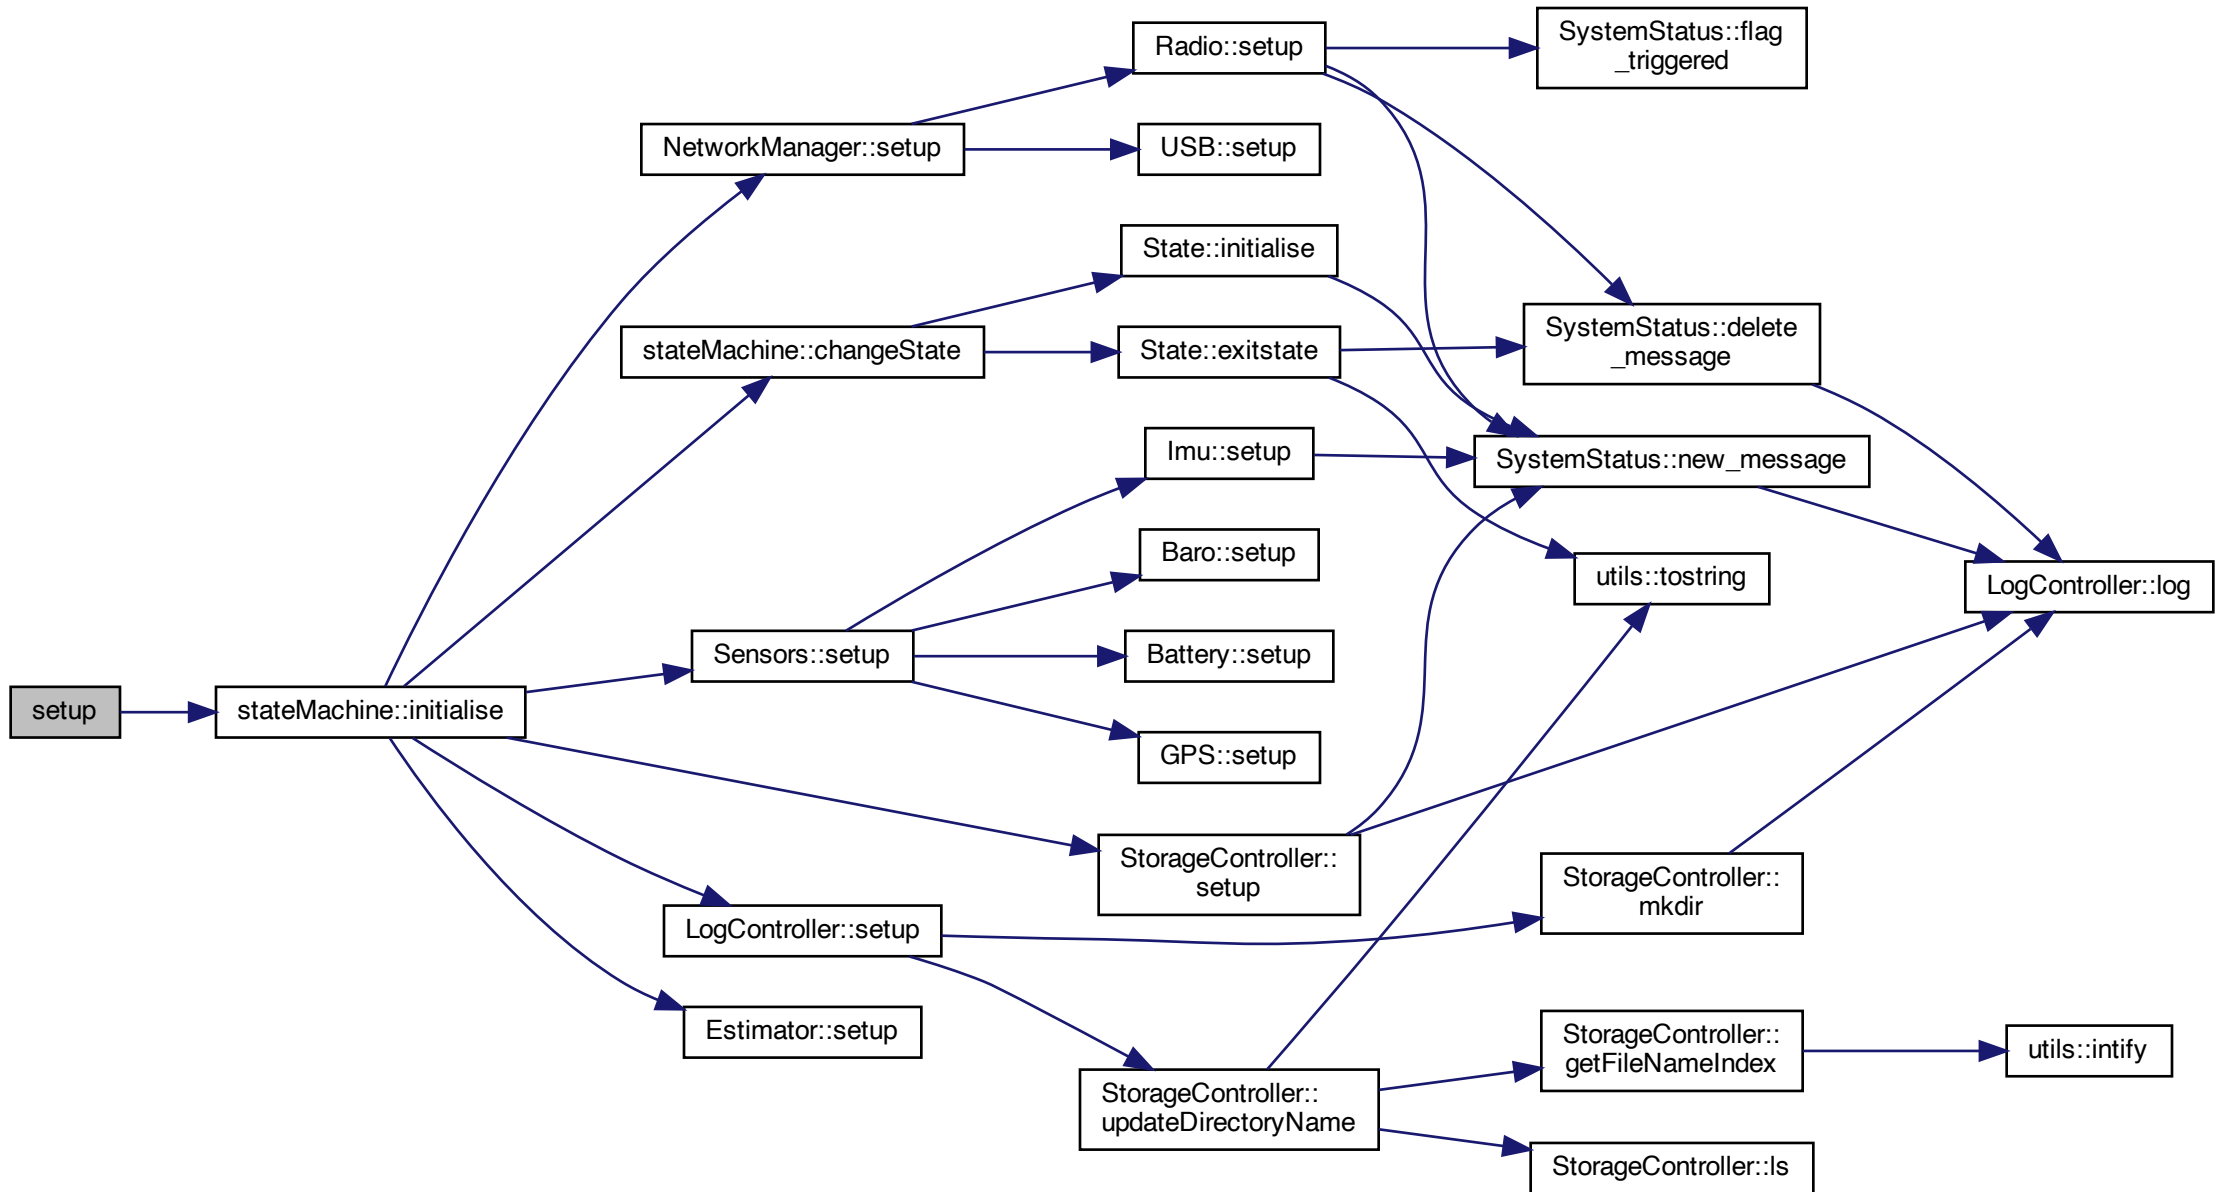 setup
stateMachine::initialise
NetworkManager::setup
stateMachine::changeState
Sensors::setup
LogController::setup
Estimator::setup
Radio::setup
USB::setup
State::initialise
State::exitstate
Imu::setup
Baro::setup
Battery::setup
GPS::setup
StorageController::
setup
StorageController::
updateDirectoryName
SystemStatus::flag
_triggered
SystemStatus::delete
_message
SystemStatus::new_message
utils::tostring
StorageController::
mkdir
StorageController::
getFileNameIndex
StorageController::ls
LogController::log
utils::intify